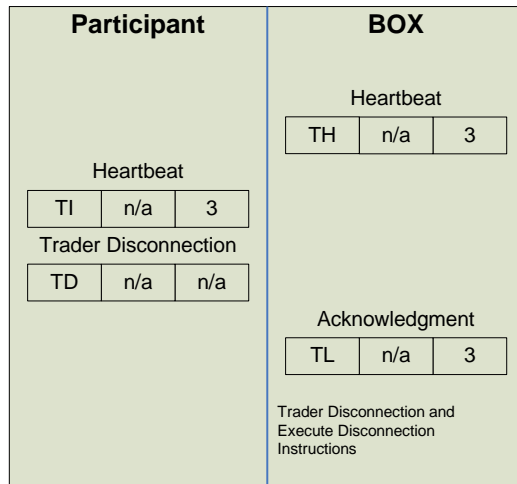 Participant
BOX
Heartbeat
TH n/a 3
Heartbeat
TI n/a 3
Trader Disconnection
TD n/a n/a
Acknowledgment
TL n/a 3
Trader Disconnection and
Execute Disconnection
Instructions